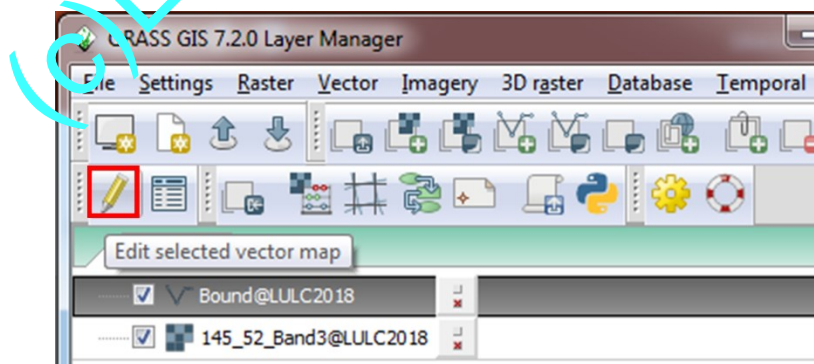 GRASS GIS 7.2.0 Layer Manager
File Settings Raster Vector Imagery 3D raster Database Temporal
Edit selected vector map
Bound@LULC2018
145_52_Band3@LULC2018